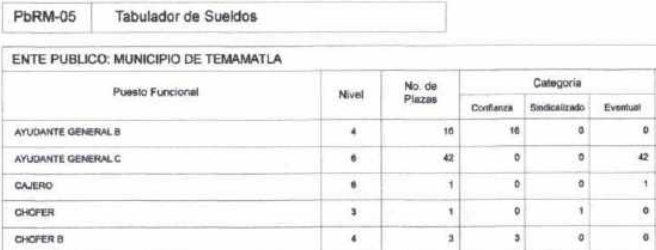 PbRM-05 Tabulador de Sueldos
ENTE PUBLICO: MUNICIPIO DE TEMAMATLA
Puesto Funcional Nivel No. de Plazas Categoria
Confianza Sindicalizado Eventual
AYUDANTE GENERAL B 4 16 16 0 0
AYUDANTE GENERAL C 6 42 0 0 42
CAJERO 6 1 0 0 1
CHOFER 3 1 0 1 0
CHOFER B 4 3 3 0 0